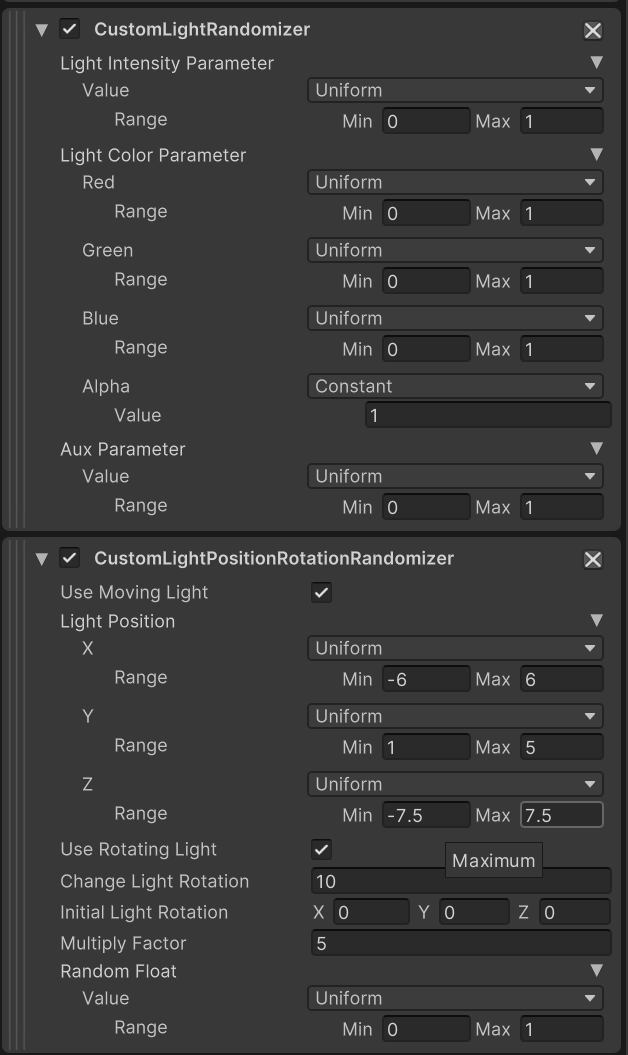 CustomLightRandomizer
Light Intensity Parameter
Value Uniform
Range Min 0 Max 1
Light Color Parameter
Red Uniform
Range Min 0 Max 1
Green Uniform
Range Min 0 Max 1
Blue Uniform
Range Min 0 Max 1
Alpha Constant
Value 1
Aux Parameter
Value Uniform
Range Min 0 Max 1
CustomLightPositionRotationRandomizer
Use Moving Light
Light Position
X Uniform
Range Min -6 Max 6
Y Uniform
Range Min 1 Max 5
Z Uniform
Range Min -7.5 Max 7.5
Use Rotating Light
Maximum
Change Light Rotation 10
Initial Light Rotation X 0 Y 0 Z 0
Multiply Factor 5
Random Float
Value Uniform
Range Min 0 Max 1